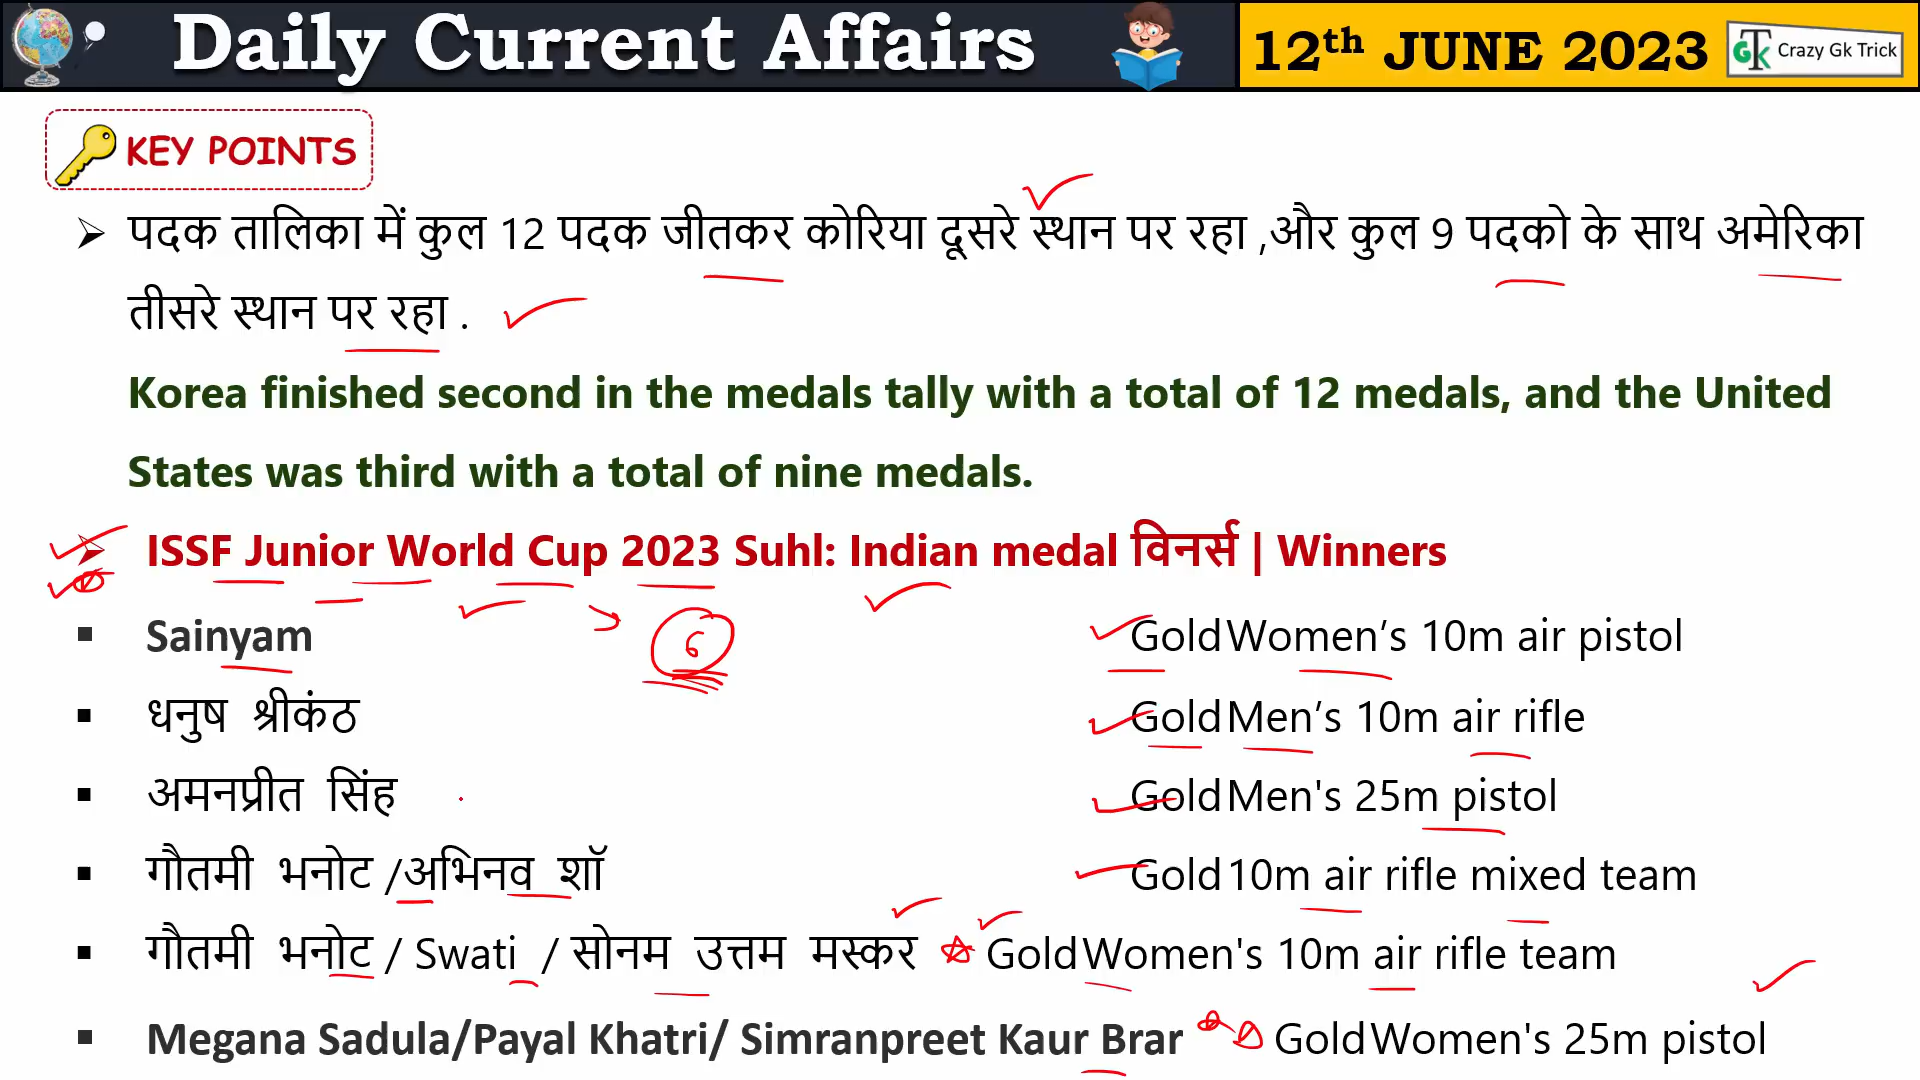 Daily Current Affairs
12th JUNE 2023
GTK Crazy Gk Trick
KEY POINTS
➢ पदक तालिका में कुल 12 पदक जीतकर कोरिया दूसरे स्थान पर रहा ,और कुल 9 पदको के साथ अमेरिका
तीसरे स्थान पर रहा .
Korea finished second in the medals tally with a total of 12 medals, and the United
States was third with a total of nine medals.
➢ ISSF Junior World Cup 2023 Suhl: Indian medal विनर्स | Winners
6
▪ Sainyam Gold Women’s 10m air pistol
▪ धनुष श्रीकंठ Gold Men’s 10m air rifle
▪ अमनप्रीत सिंह Gold Men's 25m pistol
▪ गौतमी भनोट /अभिनव शॉ Gold 10m air rifle mixed team
▪ गौतमी भनोट / Swati / सोनम उत्तम मस्कर Gold Women's 10m air rifle team
▪ Megana Sadula/Payal Khatri/ Simranpreet Kaur Brar Gold Women's 25m pistol